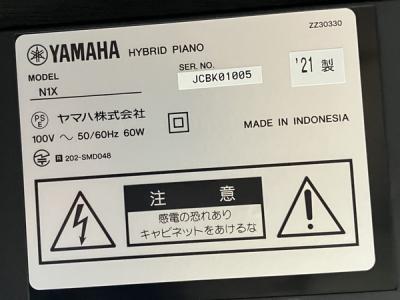 ZZ30330
YAMAHA HYBRID PIANO
MODEL
N1X
SER. NO.
JCBK01005
'21 製
PS E ヤマハ株式会社
100V ～ 50/60Hz 60W
MADE IN INDONESIA
R 202-SMD048
注 意
感電の恐れあり
キャビネットをあけるな